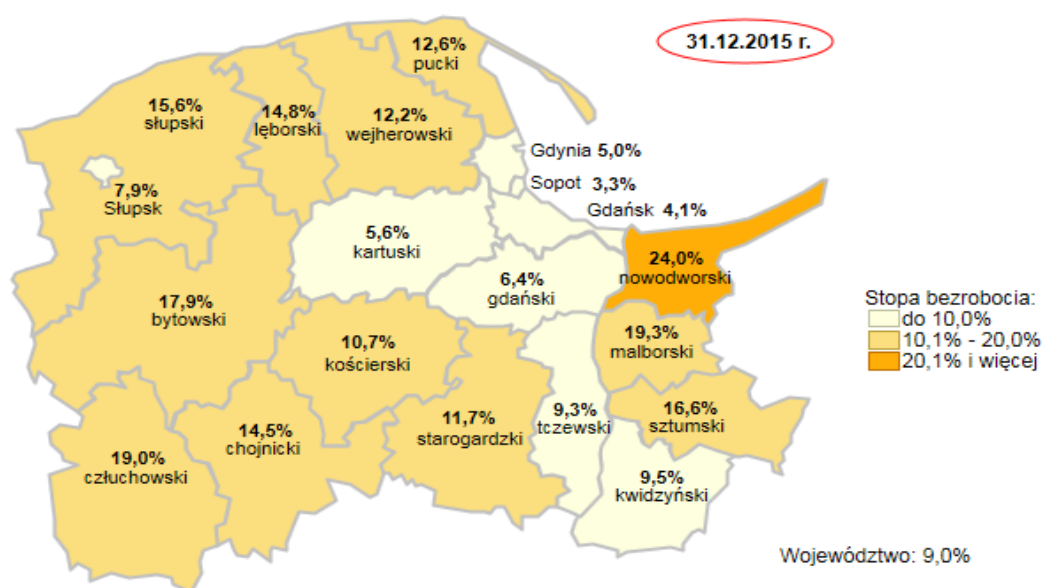 31.12.2015 r.
12,6%
pucki
15,6%
słupski
14,8%
lęborski
12,2%
wejherowski
Gdynia 5,0%
Sopot 3,3%
Gdańsk 4,1%
7,9%
Słupsk
5,6%
kartuski
6,4%
gdański
24,0%
nowodworski
17,9%
bytowski
10,7%
kościerski
19,3%
malborski
Stopa bezrobocia:
do 10,0%
10,1% - 20,0%
20,1% i więcej
19,0%
człuchowski
14,5%
chojnicki
11,7%
starogardzki
9,3%
tczewski
16,6%
sztumski
9,5%
kwidzyński
Województwo: 9,0%